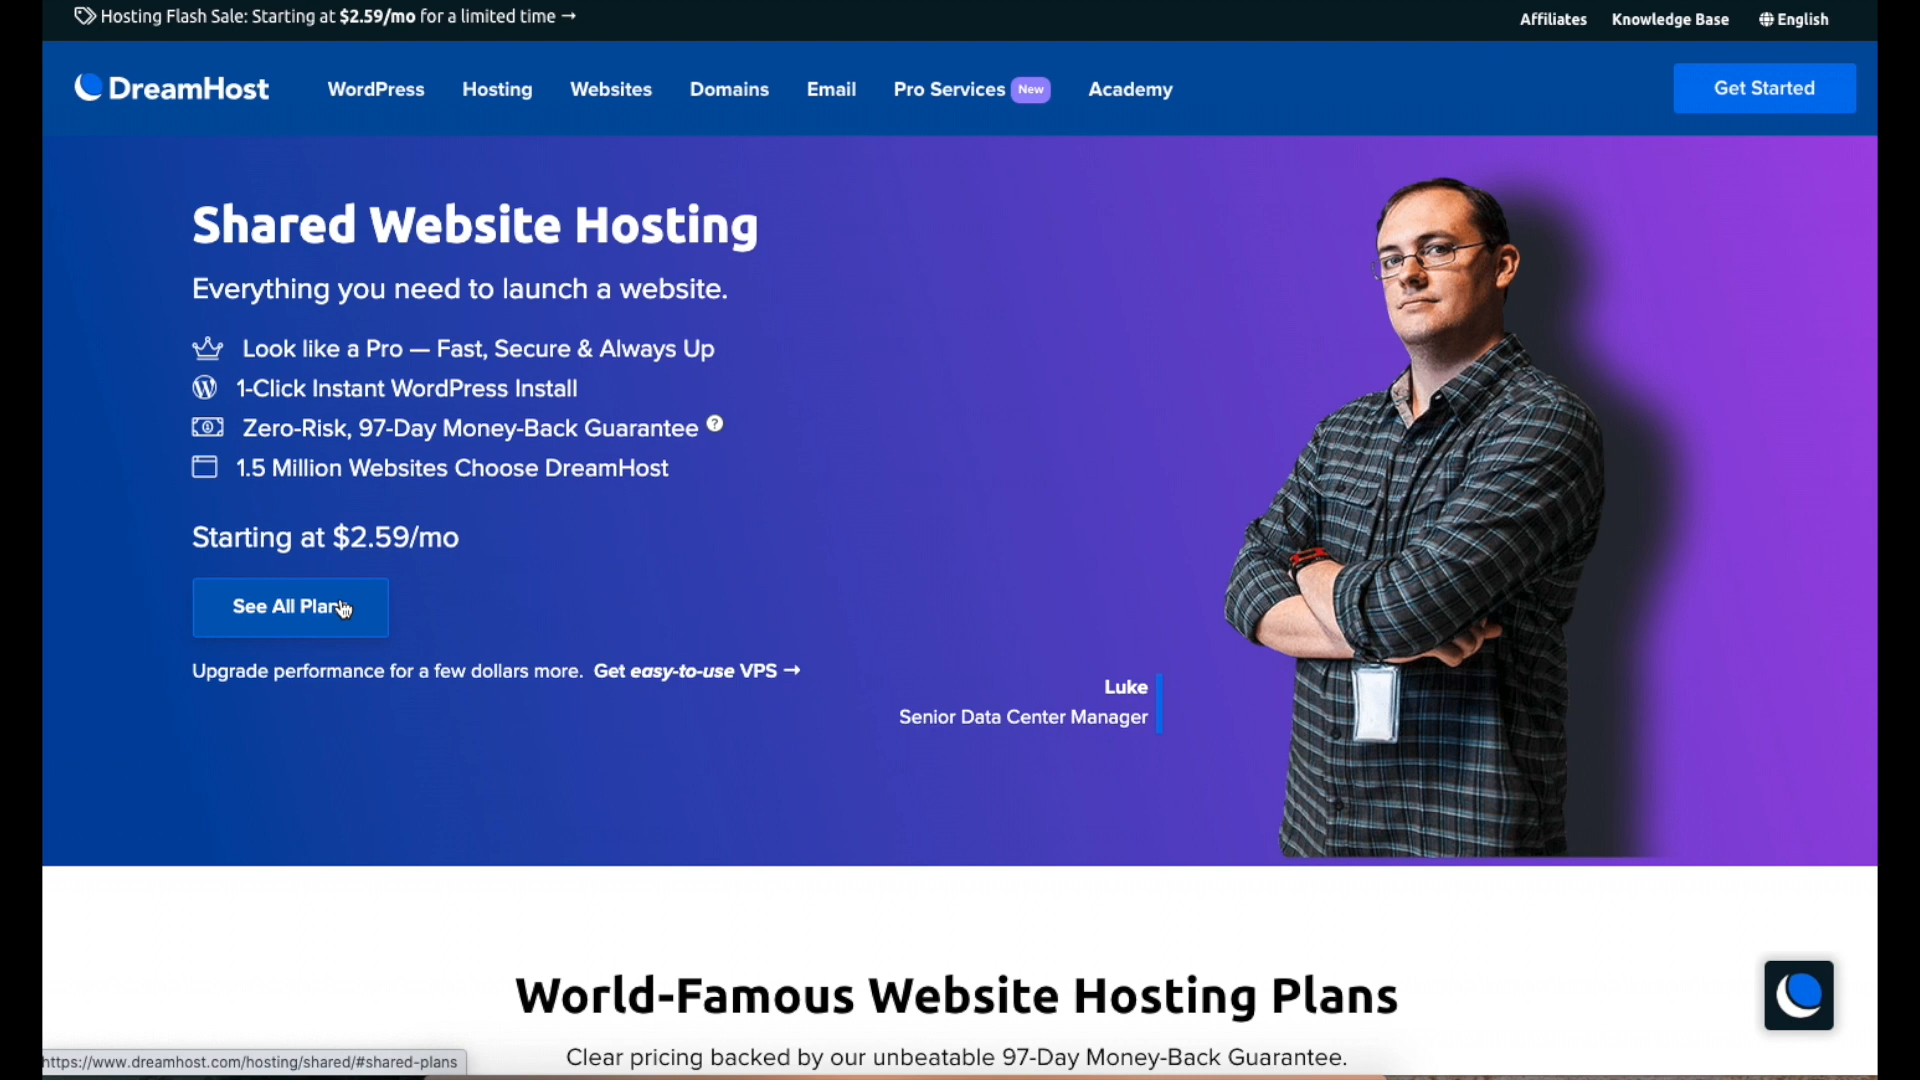 Hosting Flash Sale: Starting at $2.59/mo for a limited time →
Affiliates Knowledge Base English
DreamHost
WordPress Hosting Websites Domains Email Pro Services New Academy
Get Started
Shared Website Hosting
Everything you need to launch a website.
Look like a Pro — Fast, Secure & Always Up
1-Click Instant WordPress Install
Zero-Risk, 97-Day Money-Back Guarantee ?
1.5 Million Websites Choose DreamHost
Starting at $2.59/mo
See All Plans
Upgrade performance for a few dollars more. Get easy-to-use VPS →
Luke
Senior Data Center Manager
World-Famous Website Hosting Plans
Clear pricing backed by our unbeatable 97-Day Money-Back Guarantee.
https://www.dreamhost.com/hosting/shared/#shared-plans